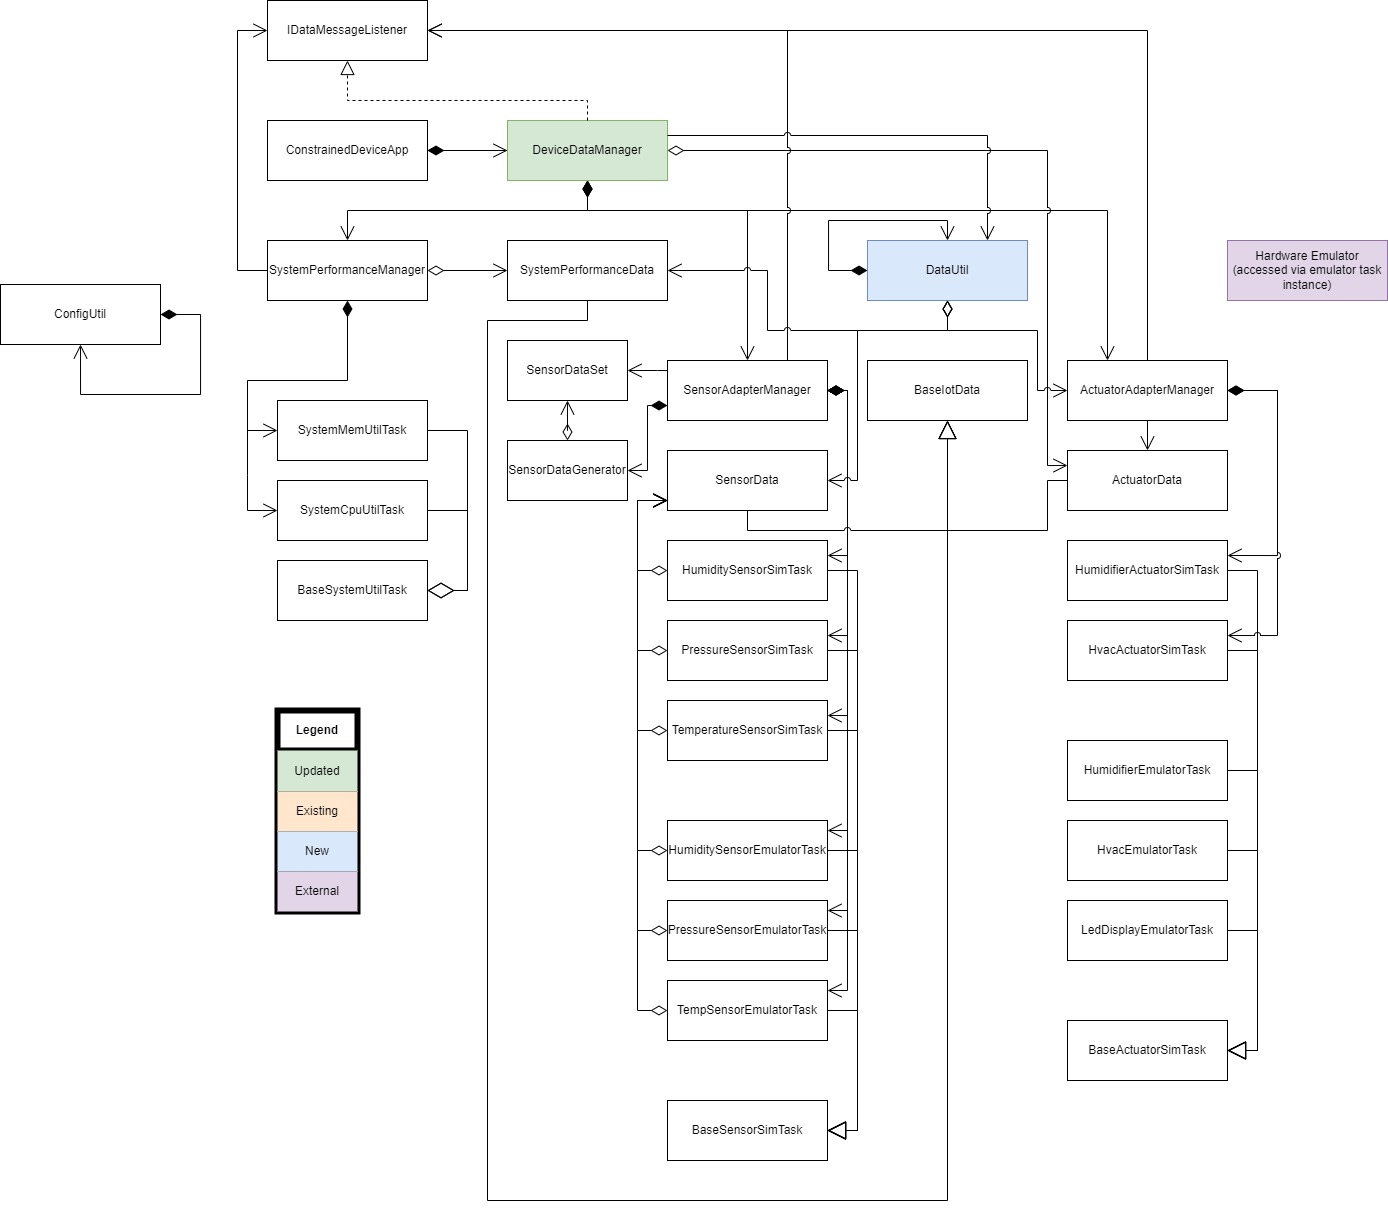 IDataMessageListener
ConstrainedDeviceApp
DeviceDataManager
SystemPerformanceManager
SystemPerformanceData
DataUtil
Hardware Emulator
(accessed via emulator task
instance)
ConfigUtil
SensorDataSet
SensorAdapterManager
BaseIotData
ActuatorAdapterManager
SystemMemUtilTask
SensorDataGenerator
SensorData
ActuatorData
SystemCpuUtilTask
BaseSystemUtilTask
HumiditySensorSimTask
HumidifierActuatorSimTask
PressureSensorSimTask
HvacActuatorSimTask
TemperatureSensorSimTask
Legend
Updated
Existing
New
External
HumidifierEmulatorTask
HumiditySensorEmulatorTask
HvacEmulatorTask
PressureSensorEmulatorTask
LedDisplayEmulatorTask
TempSensorEmulatorTask
BaseActuatorSimTask
BaseSensorSimTask